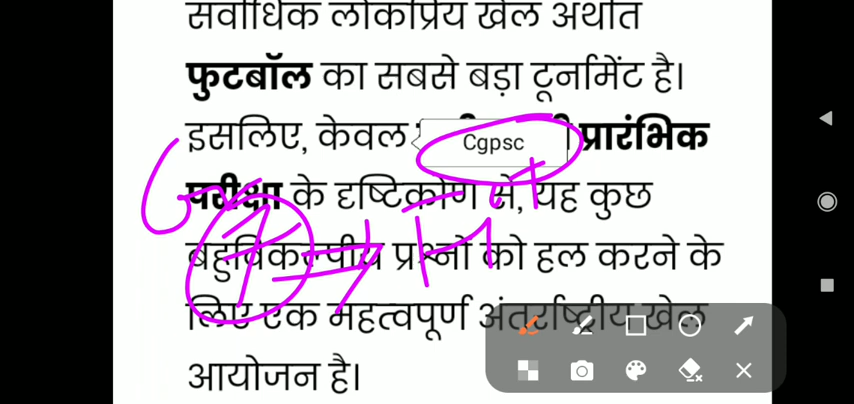 सर्वाधिक लोकप्रिय खेल अर्थात
फुटबॉल का सबसे बड़ा टूर्नामेंट है।
इसलिए, केवल Cgpsc प्रारंभिक
परीक्षा के दृष्टिकोण से, यह कुछ
बहुविकल्पीय प्रश्नों को हल करने के
लिए एक महत्वपूर्ण अंतर्राष्ट्रीय खेल
आयोजन है।